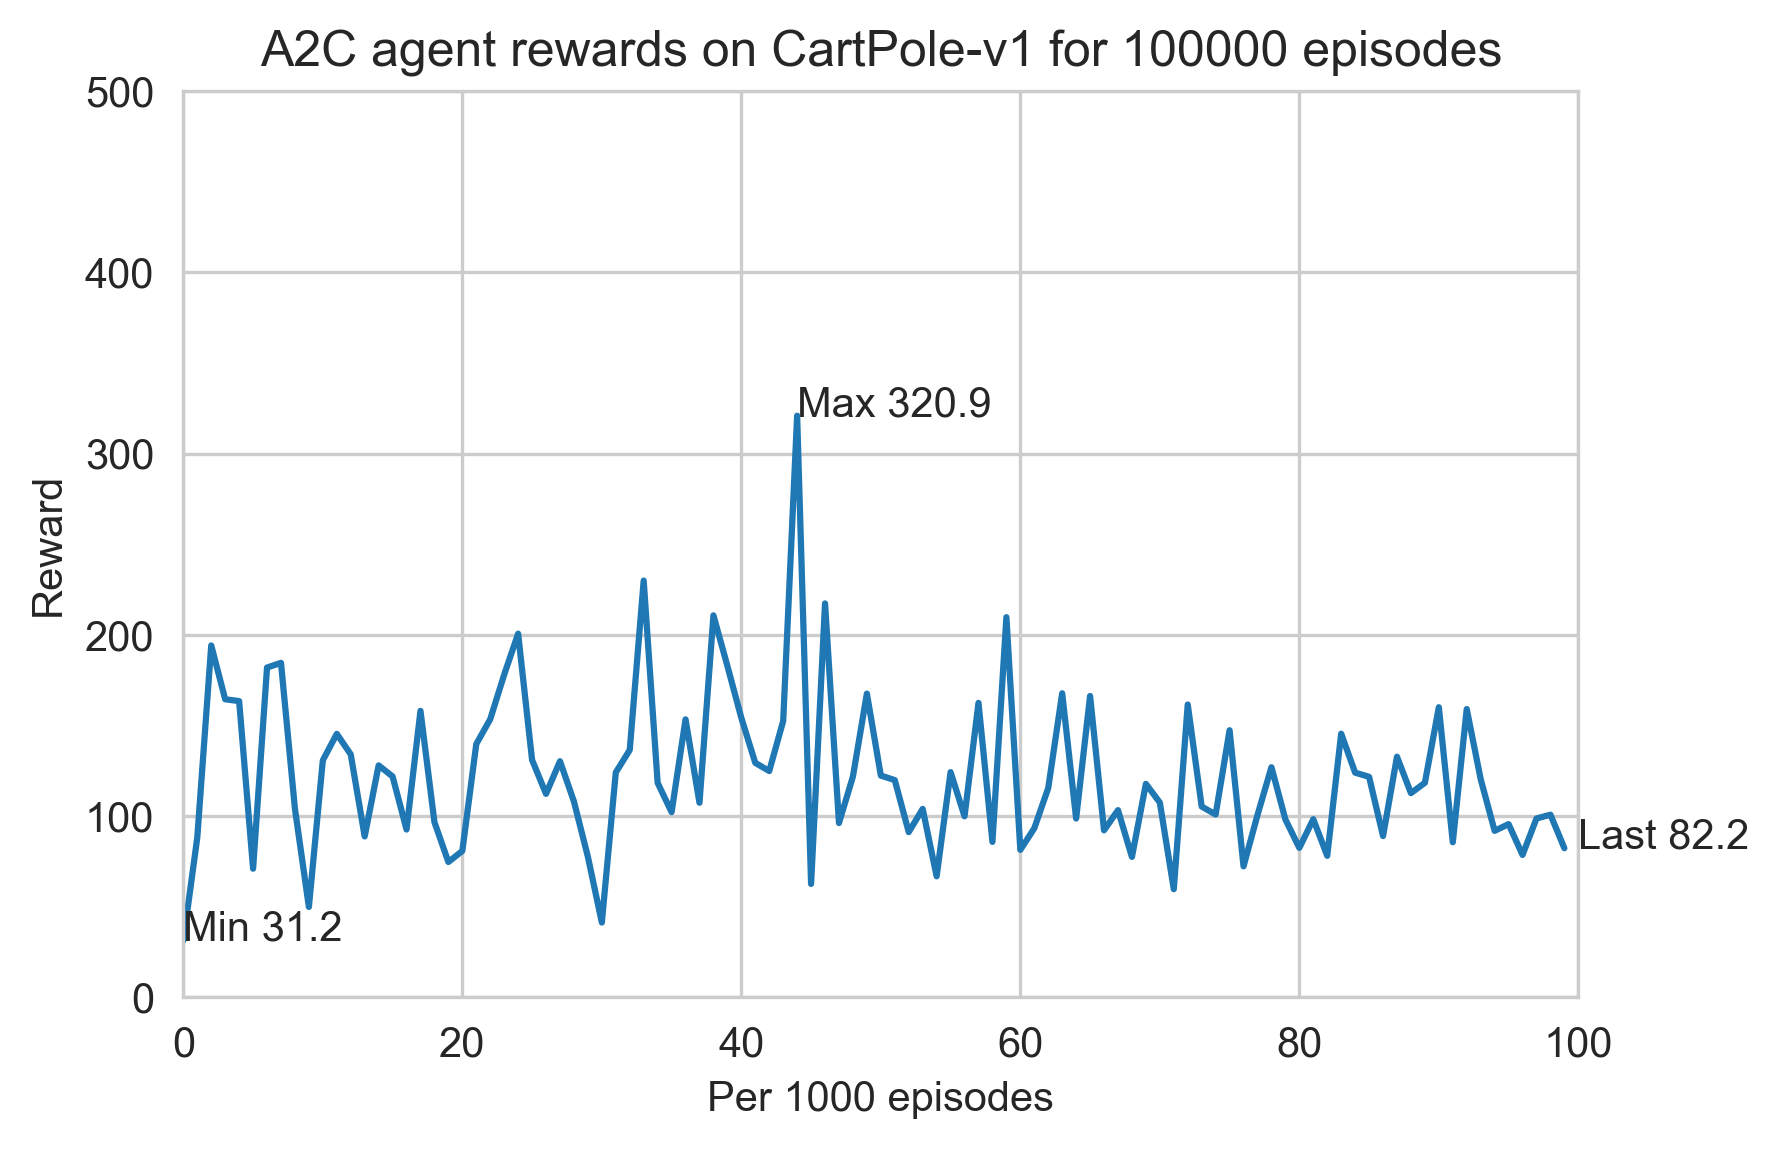 A2C agent rewards on CartPole-v1 for 100000 episodes
500
400
300
200
100
0
Reward
Max 320.9
Min 31.2
Last 82.2
0 20 40 60 80 100
Per 1000 episodes